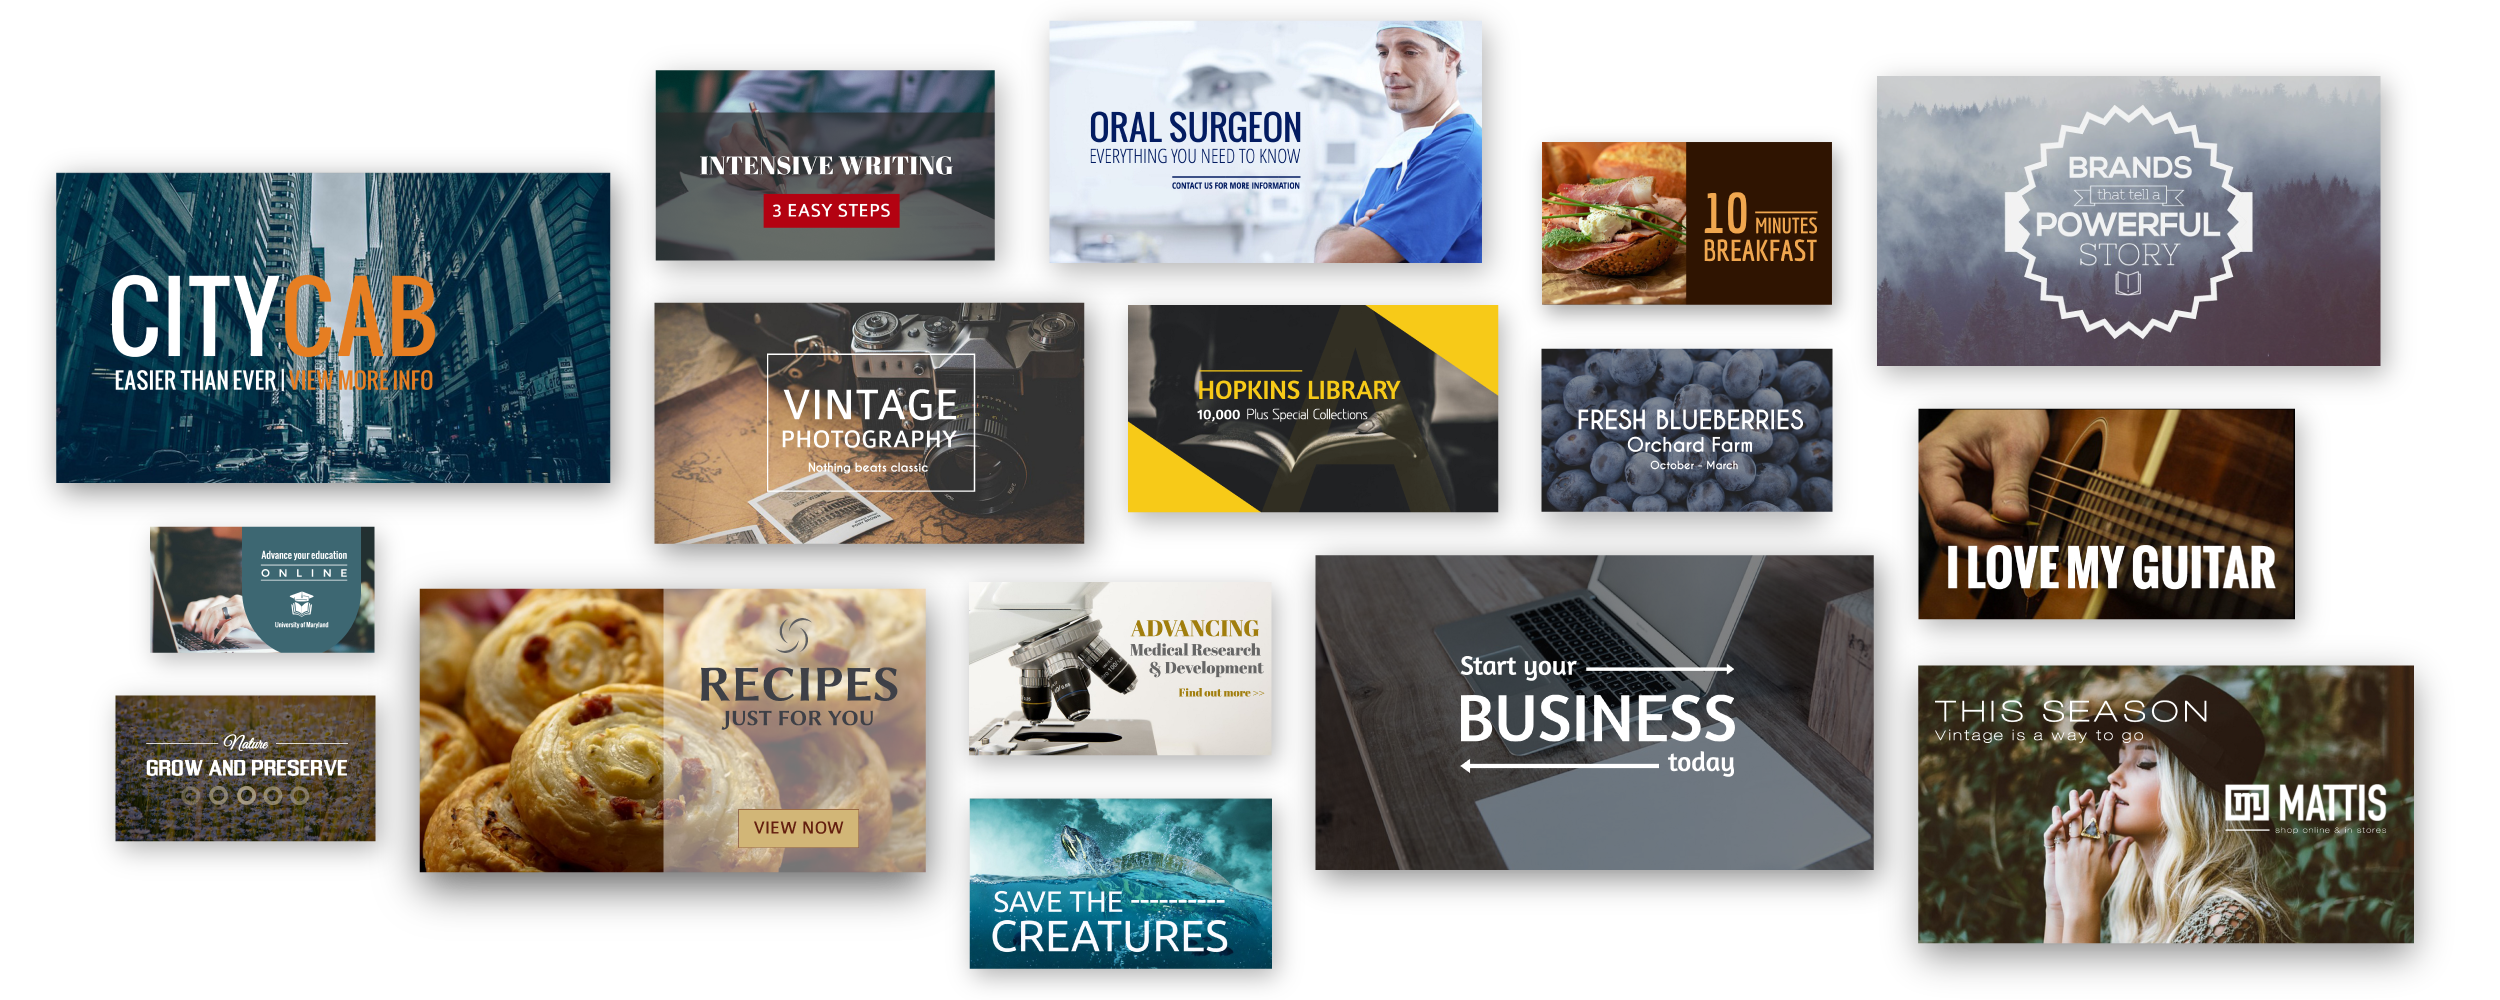 CITYCAB
EASIER THAN EVER | VIEW MORE INFO
INTENSIVE WRITING
3 EASY STEPS
ORAL SURGEON
EVERYTHING YOU NEED TO KNOW
CONTACT US FOR MORE INFORMATION
10 MINUTES
BREAKFAST
BRANDS
that tell a
POWERFUL
STORY
VINTAGE
PHOTOGRAPHY
Nothing beats classic
A
HOPKINS LIBRARY
10,000 Plus Special Collections
FRESH BLUEBERRIES
Orchard Farm
October - March
I LOVE MY GUITAR
Advance your education
ONLINE
University of Maryland
Nature
GROW AND PRESERVE
RECIPES
JUST FOR YOU
VIEW NOW
ADVANCING
Medical Research
& Development
Find out more >>
SAVE THE ----------
CREATURES
Start your
BUSINESS
today
THIS SEASON
Vintage is a way to go
m MATTIS
shop online & in stores